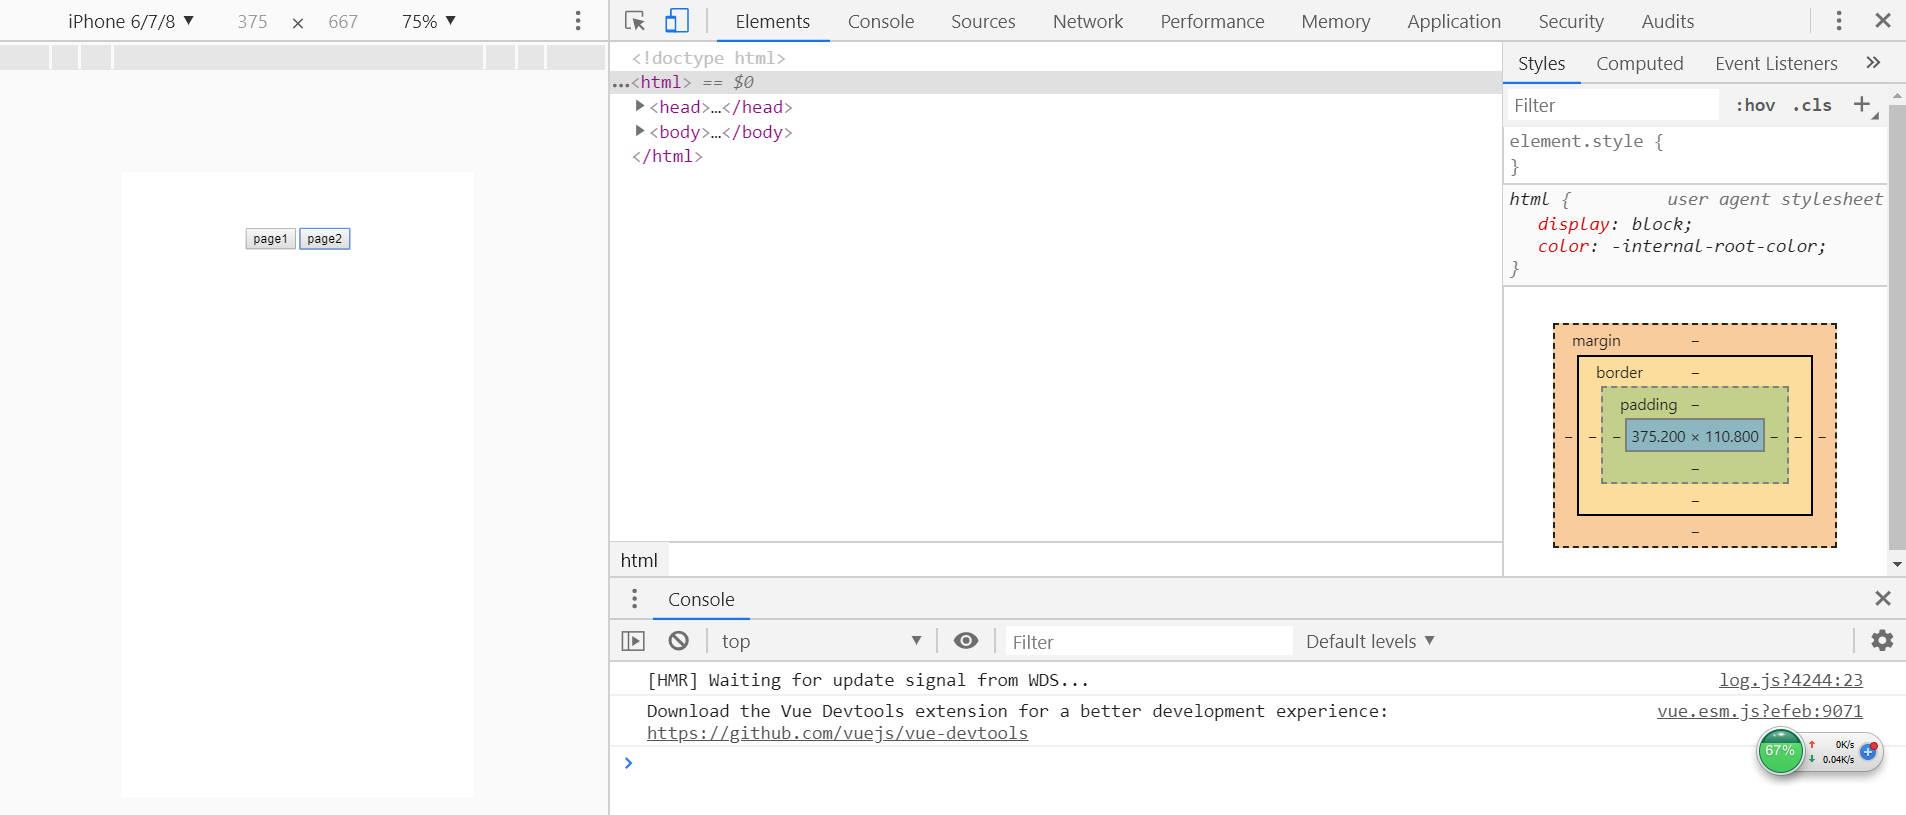 iPhone 6/7/8 ▼ 375 × 667 75% ▼
page1 page2
Elements Console Sources Network Performance Memory Application Security Audits
<!doctype html>
…<html> == $0
▶<head>…</head>
▶<body>…</body>
</html>
html
Styles Computed Event Listeners »
Filter :hov .cls +
element.style {
}
html { user agent stylesheet
display: block;
color: -internal-root-color;
}
margin –
border –
padding –
– – – 375.200 × 110.800 – – –
–
–
–
Console
top ▼ Filter Default levels ▼
[HMR] Waiting for update signal from WDS... log.js?4244:23
Download the Vue Devtools extension for a better development experience: vue.esm.js?efeb:9071
https://github.com/vuejs/vue-devtools
›
67% ↑ 0K/s
↓ 0.04K/s